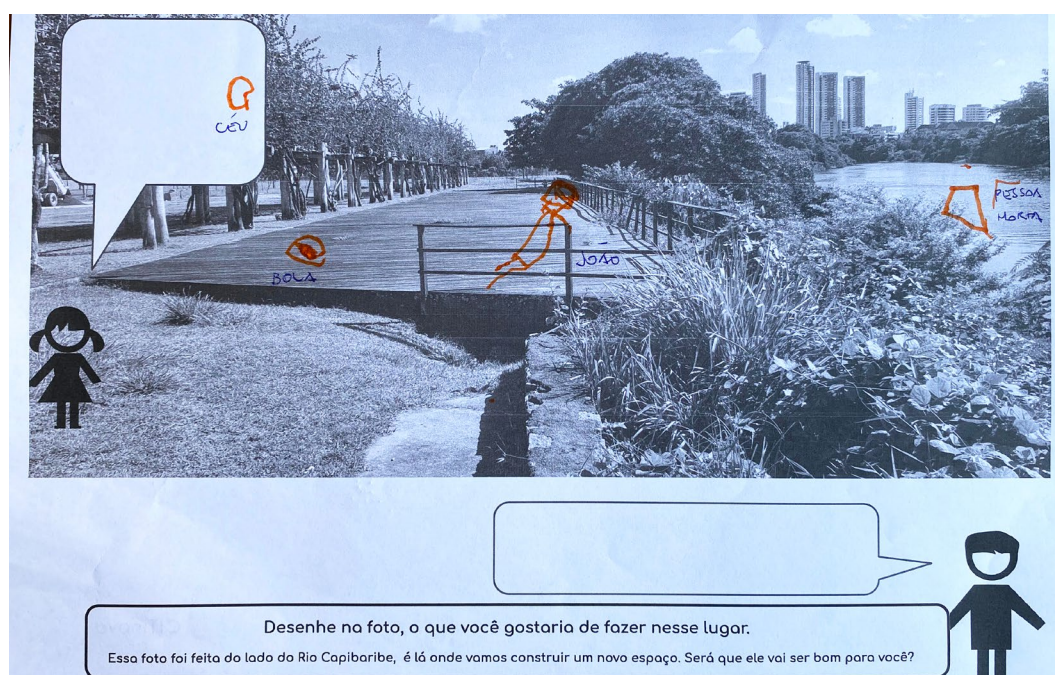 CÉU
PESSOA
MORTA
JOÃO
BOLA
Desenhe na foto, o que você gostaria de fazer nesse lugar.
Essa foto foi feita do lado do Rio Capibaribe, é lá onde vamos construir um novo espaço. Será que ele vai ser bom para você?